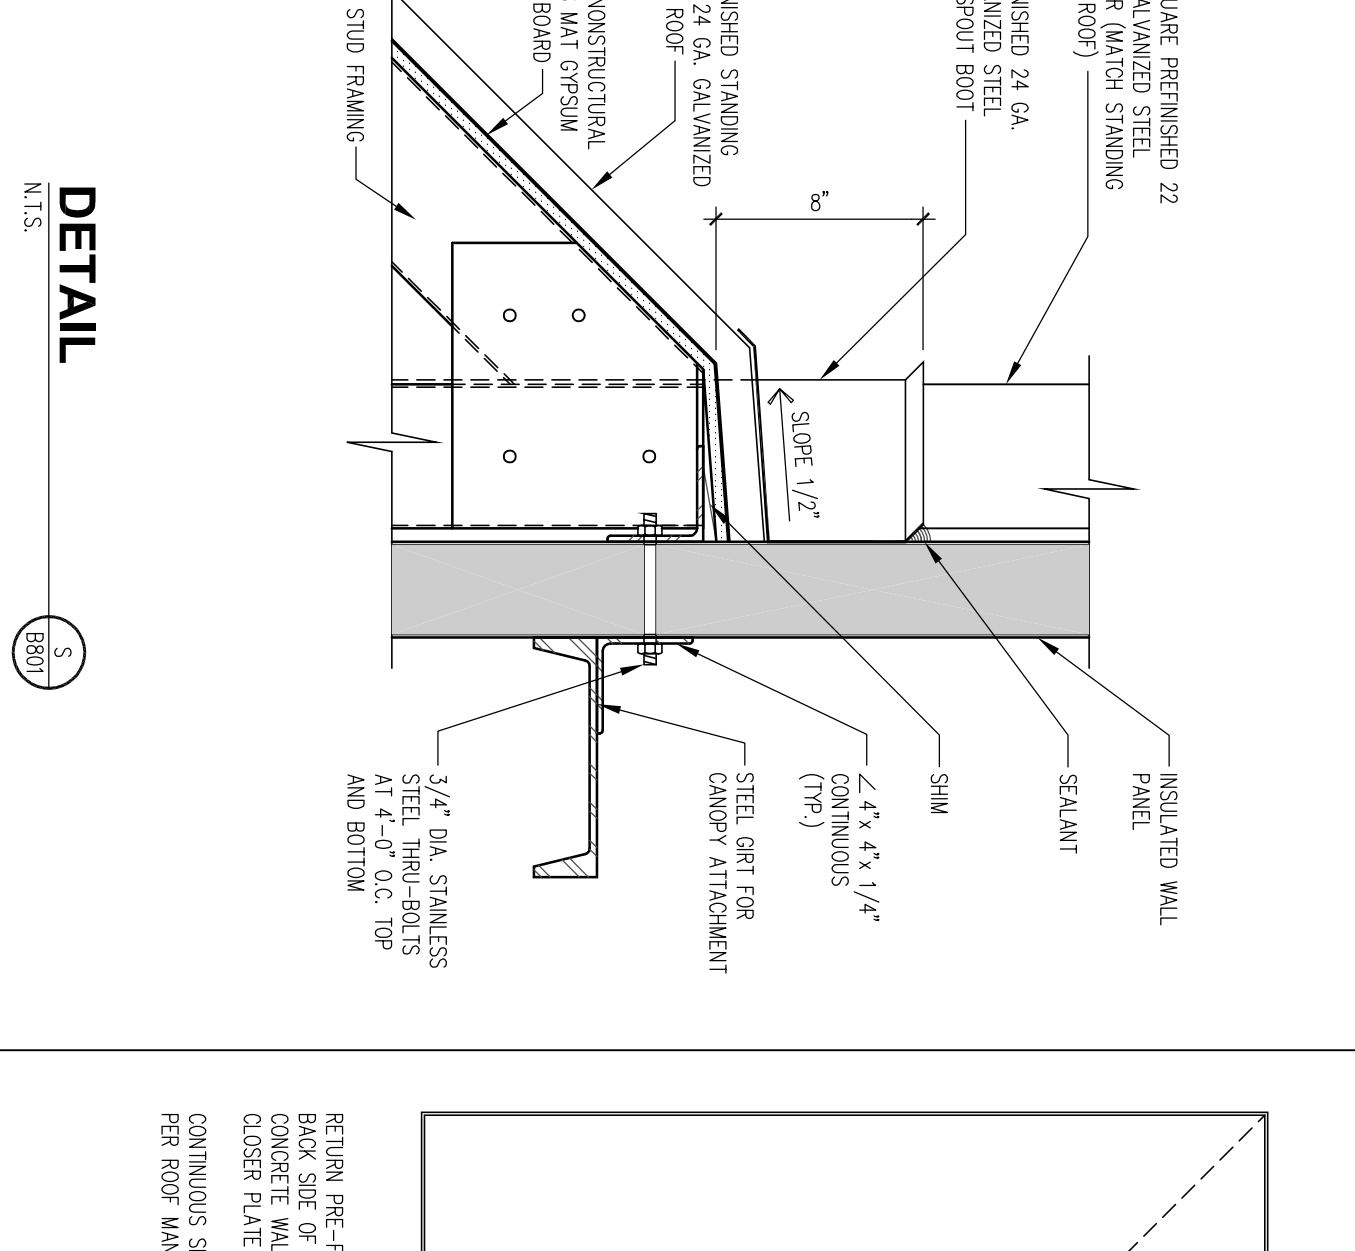 UARE PREFINISHED 22
ALVANIZED STEEL
R (MATCH STANDING
ROOF)
NISHED 24 GA.
NIZED STEEL
SPOUT BOOT
NISHED STANDING
24 GA. GALVANIZED
ROOF
NONSTRUCTURAL
S MAT GYPSUM
BOARD
STUD FRAMING
8"
SLOPE 1/2"
INSULATED WALL
PANEL
SEALANT
SHIM
∠ 4"x 4"x 1/4"
CONTINUOUS
(TYP.)
STEEL GIRT FOR
CANOPY ATTACHMENT
3/4" DIA. STAINLESS
STEEL THRU-BOLTS
AT 4'-0" O.C. TOP
AND BOTTOM
DETAIL
N.T.S.
S
B801
RETURN PRE-F
BACK SIDE OF
CONCRETE WAL
CLOSER PLATE
CONTINUOUS S
PER ROOF MAN